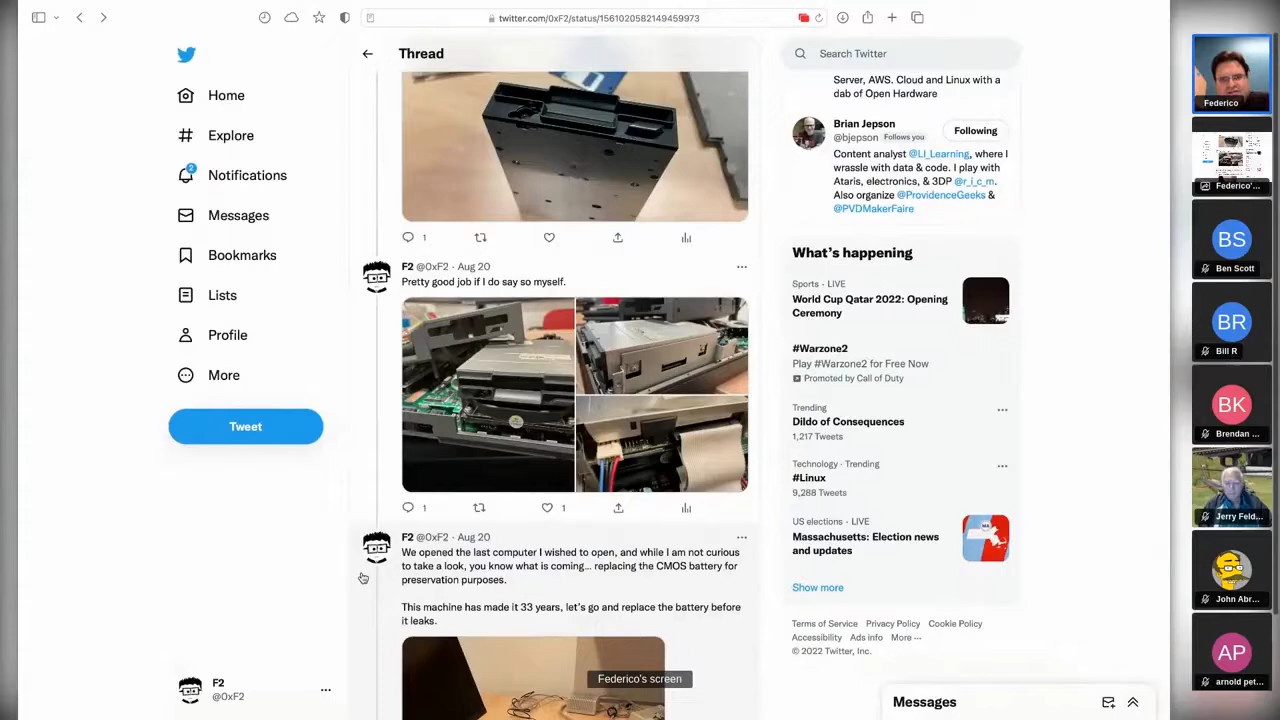 twitter.com/0xF2/status/1561020582149459973
Home
Explore
2
Notifications
Messages
Bookmarks
Lists
Profile
More
Tweet
F2
@0xF2
Thread
1
F2 @0xF2 · Aug 20
Pretty good job if I do say so myself.
1
1
F2 @0xF2 · Aug 20
We opened the last computer I wished to open, and while I am not curious
to take a look, you know what is coming... replacing the CMOS battery for
preservation purposes.
This machine has made it 33 years, let's go and replace the battery before
it leaks.
Federico's screen
Search Twitter
Server, AWS. Cloud and Linux with a
dab of Open Hardware
Brian Jepson
@bjepson Follows you
Following
Content analyst @LI_Learning, where I
wrassle with data & code. I play with
Ataris, electronics, & 3DP @r_i_c_m.
Also organize @ProvidenceGeeks &
@PVDMakerFaire
What's happening
Sports · LIVE
World Cup Qatar 2022: Opening
Ceremony
#Warzone2
Play #Warzone2 for Free Now
Promoted by Call of Duty
Trending
Dildo of Consequences
1,217 Tweets
Technology · Trending
#Linux
9,288 Tweets
US elections · LIVE
Massachusetts: Election news
and updates
Show more
Terms of Service Privacy Policy Cookie Policy
Accessibility Ads info More ...
© 2022 Twitter, Inc.
Messages
Federico
Federico'...
BS
Ben Scott
BR
Bill R
BK
Brendan ...
Jerry Feld...
John Abr...
AP
arnold pet...